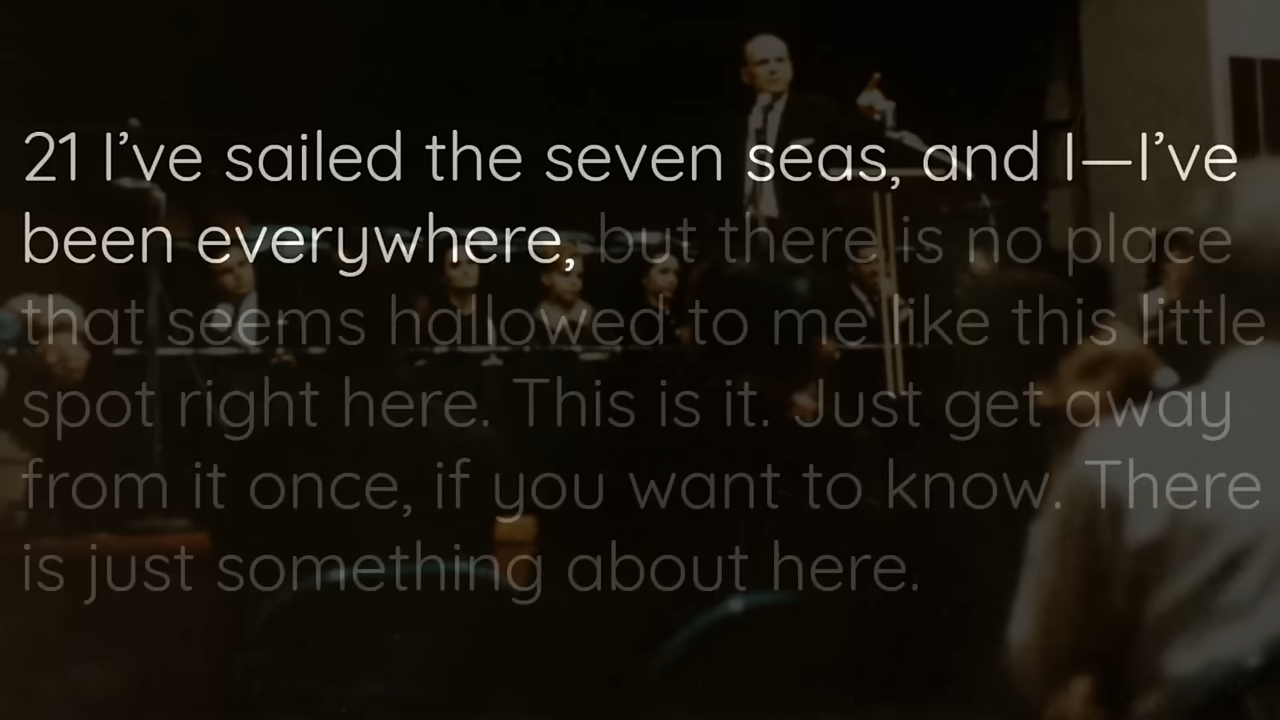 21 I’ve sailed the seven seas, and I—I’ve
been everywhere, but there is no place
that seems hallowed to me like this little
spot right here. This is it. Just get away
from it once, if you want to know. There
is just something about here.